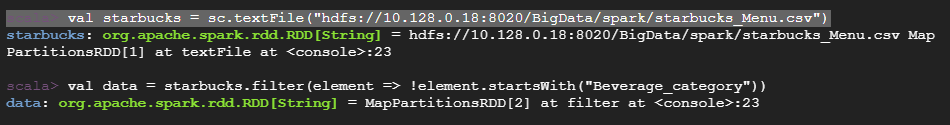 scala> val starbucks = sc.textFile("hdfs://10.128.0.18:8020/BigData/spark/starbucks_Menu.csv")
starbucks: org.apache.spark.rdd.RDD[String] = hdfs://10.128.0.18:8020/BigData/spark/starbucks_Menu.csv Map
PartitionsRDD[1] at textFile at <console>:23
scala> val data = starbucks.filter(element => !element.startsWith("Beverage_category"))
data: org.apache.spark.rdd.RDD[String] = MapPartitionsRDD[2] at filter at <console>:23